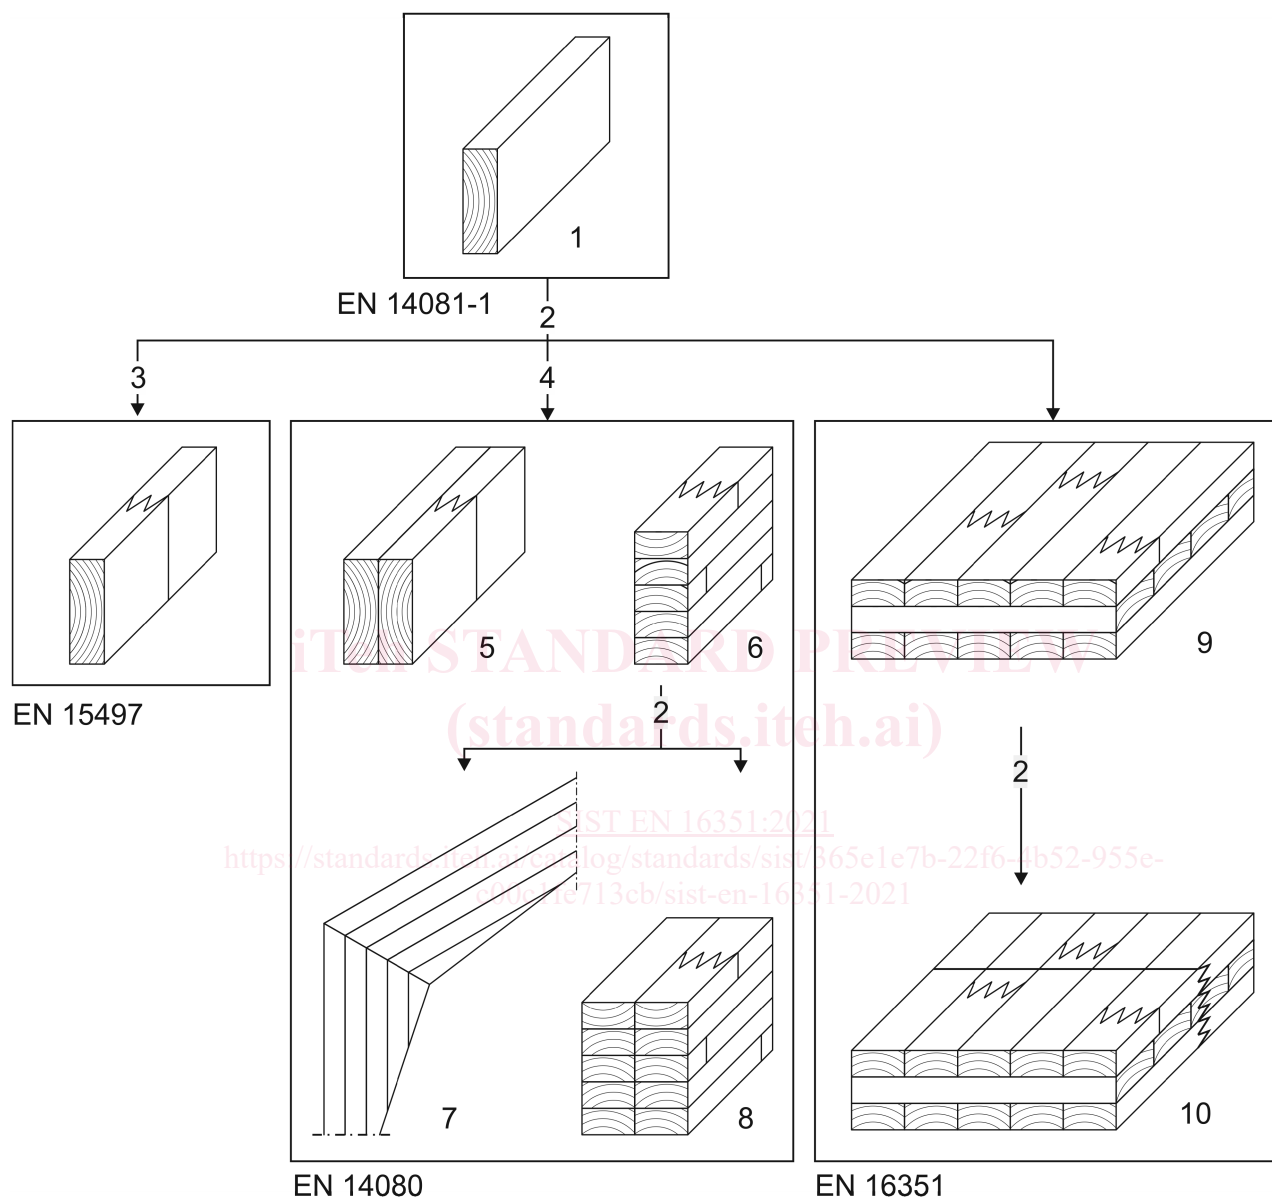 1
EN 14081-1
2
3
4
5
6
9
iTeh STANDARD PREVIEW
EN 15497
2
(standards.iteh.ai)
2
SIST EN 16351:2021
https://standards.iteh.ai/catalog/standards/sist/365e1e7b-22f6-4b52-955e-
c00c1fe713cb/sist-en-16351-2021
7
8
10
EN 14080
EN 16351